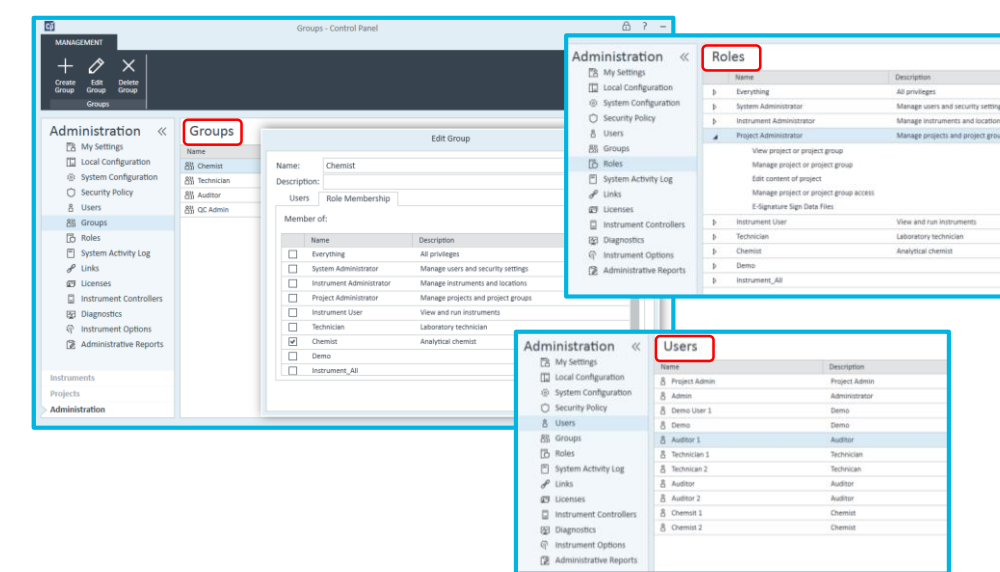 Groups - Control Panel
?
MANAGEMENT
Create Group
Edit Group
Delete Group
Groups
Administration «
My Settings
Local Configuration
System Configuration
Security Policy
Users
Groups
Roles
System Activity Log
Links
Licenses
Instrument Controllers
Diagnostics
Instrument Options
Administrative Reports
Instruments
Projects
Administration
Groups
Name
Chemist
Technician
Auditor
QC Admin
Edit Group
Name: Chemist
Description:
Users Role Membership
Member of:
Name Description
Everything All privileges
System Administrator Manage users and security settings
Instrument Administrator Manage instruments and locations
Project Administrator Manage projects and project groups
Instrument User View and run instruments
Technician Laboratory technician
Chemist Analytical chemist
Demo
Instrument_All
Administration «
My Settings
Local Configuration
System Configuration
Security Policy
Users
Groups
Roles
System Activity Log
Links
Licenses
Instrument Controllers
Diagnostics
Instrument Options
Administrative Reports
Roles
Name Description
Everything All privileges
System Administrator Manage users and security setting
Instrument Administrator Manage instruments and location
Project Administrator Manage projects and project grou
View project or project group
Manage project or project group
Edit content of project
Manage project or project group access
E-Signature Sign Data Files
Instrument User View and run instruments
Technician Laboratory technician
Chemist Analytical chemist
Demo
Instrument_All
Administration «
My Settings
Local Configuration
System Configuration
Security Policy
Users
Groups
Roles
System Activity Log
Links
Licenses
Instrument Controllers
Diagnostics
Instrument Options
Administrative Reports
Users
Name Description
Project Admin Project Admin
Admin Administrator
Demo User 1 Demo
Demo Demo
Auditor 1 Auditor
Technician 1 Technician
Technican 2 Technican
Auditor Auditor
Auditor 2 Auditor
Chemsit 1 Chemist
Chemist 2 Chemist